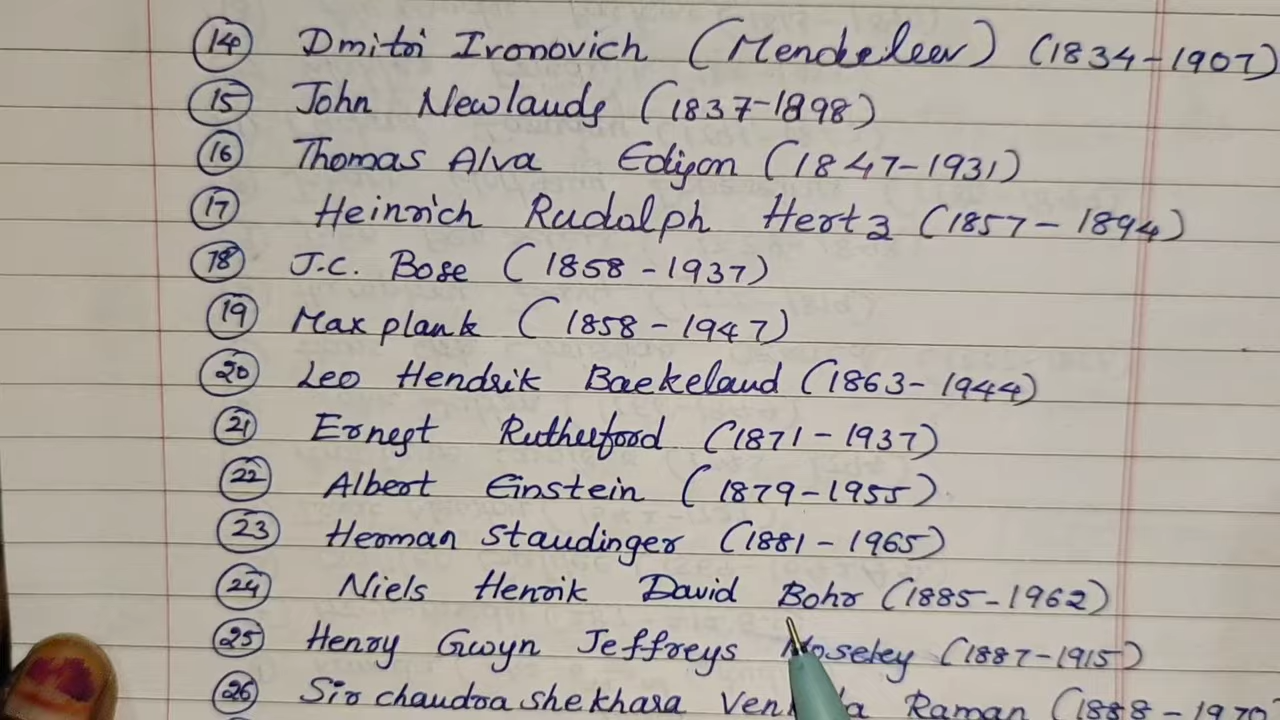 14 Dmitri Ivonovich (Mendeleev) (1834-1907)
15 John Newlands (1837-1898)
16 Thomas Alva Edison (1847-1931)
17 Heinrich Rudolph Hertz (1857-1894)
18 J.C. Bose (1858-1937)
19 Max plank (1858-1947)
20 Leo Hendrik Baekeland (1863-1944)
21 Ernest Rutherford (1871-1937)
22 Albert Einstein (1879-1955)
23 Herman Staudinger (1881-1965)
24 Niels Henrik David Bohr (1885-1962)
25 Henry Gwyn Jeffreys Moseley (1887-1915)
26 Sir chandra shekhara Raman (1888-1970